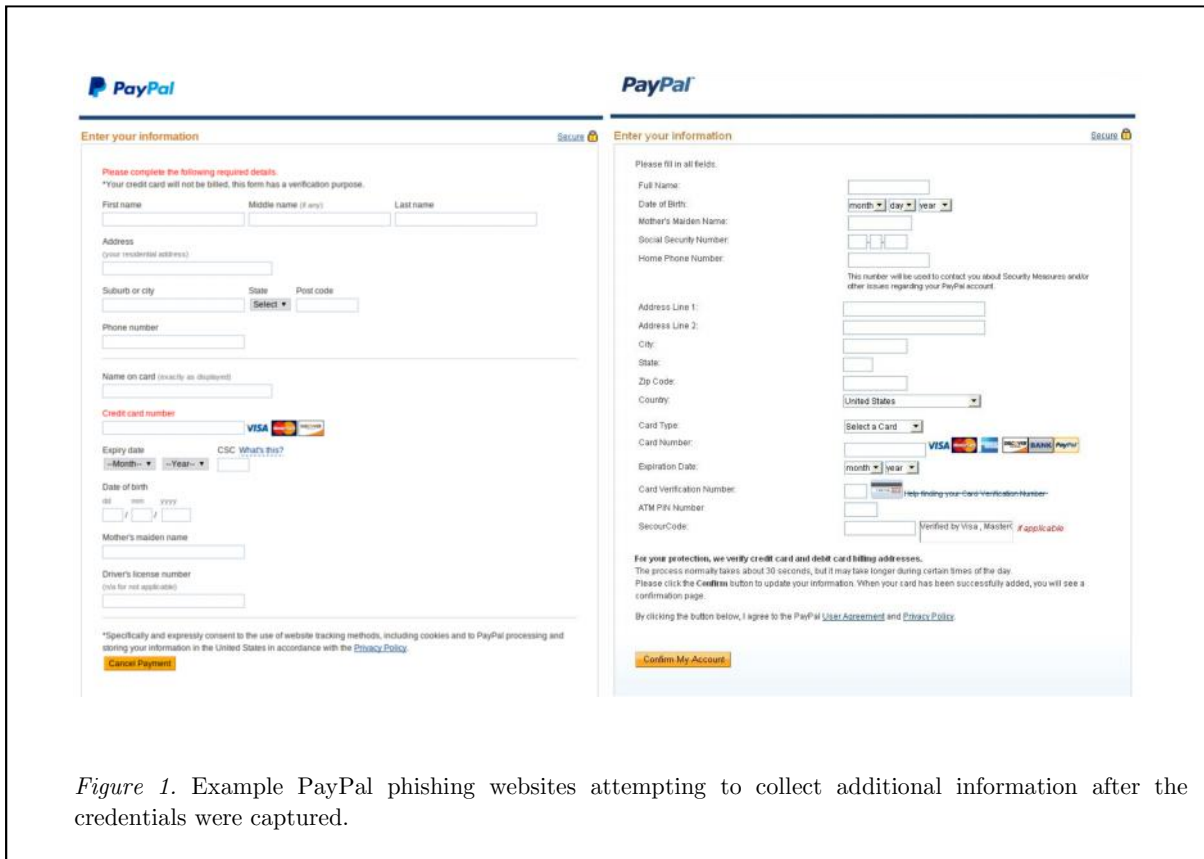 PayPal
Enter your information Secure
Please complete the following required details.
*Your credit card will not be billed, this form has a verification purpose.
First name Middle name (if any) Last name
Address
(your residential address)
Suburb or city State Post code
Select
Phone number
Name on card (exactly as displayed)
Credit card number
VISA
Expiry date CSC What's this?
--Month-- --Year--
Date of birth
dd mm yyyy
/ /
Mother's maiden name
Driver's license number
(n/a for not applicable)
*Specifically and expressly consent to the use of website tracking methods, including cookies and to PayPal processing and
storing your information in the United States in accordance with the Privacy Policy.
Cancel Payment
PayPal
Enter your information Secure
Please fill in all fields.
Full Name:
Date of Birth: month day year
Mother's Maiden Name:
Social Security Number: - -
Home Phone Number:
This number will be used to contact you about Security Measures and/or
other issues regarding your PayPal account.
Address Line 1:
Address Line 2:
City:
State:
Zip Code:
Country: United States
Card Type: Select a Card
Card Number: VISA BANK PayPal
Expiration Date: month year
Card Verification Number: Help finding your Card Verification Number
ATM PIN Number
SecourCode: Verified by Visa , MasterC if applicable
For your protection, we verify credit card and debit card billing addresses.
The process normally takes about 30 seconds, but it may take longer during certain times of the day.
Please click the Confirm button to update your information. When your card has been successfully added, you will see a
confirmation page.
By clicking the button below, I agree to the PayPal User Agreement and Privacy Policy.
Confirm My Account
Figure 1. Example PayPal phishing websites attempting to collect additional information after the
credentials were captured.